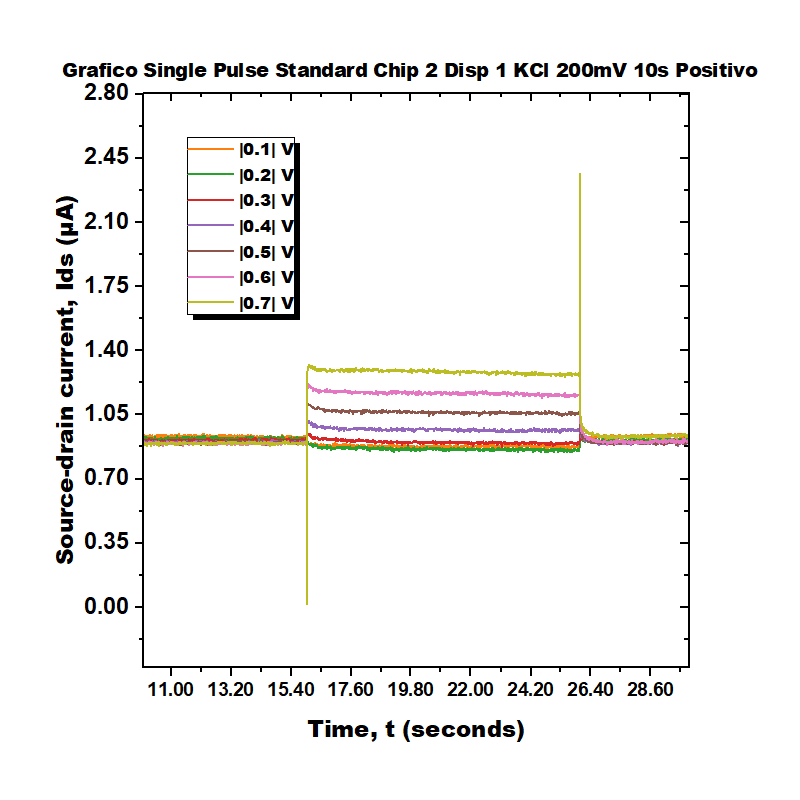 Grafico Single Pulse Standard Chip 2 Disp 1 KCl 200mV 10s Positivo
2.80
2.45
2.10
1.75
1.40
1.05
0.70
0.35
0.00
Source-drain current, Ids (µA)
|0.1| V
|0.2| V
|0.3| V
|0.4| V
|0.5| V
|0.6| V
|0.7| V
11.00 13.20 15.40 17.60 19.80 22.00 24.20 26.40 28.60
Time, t (seconds)